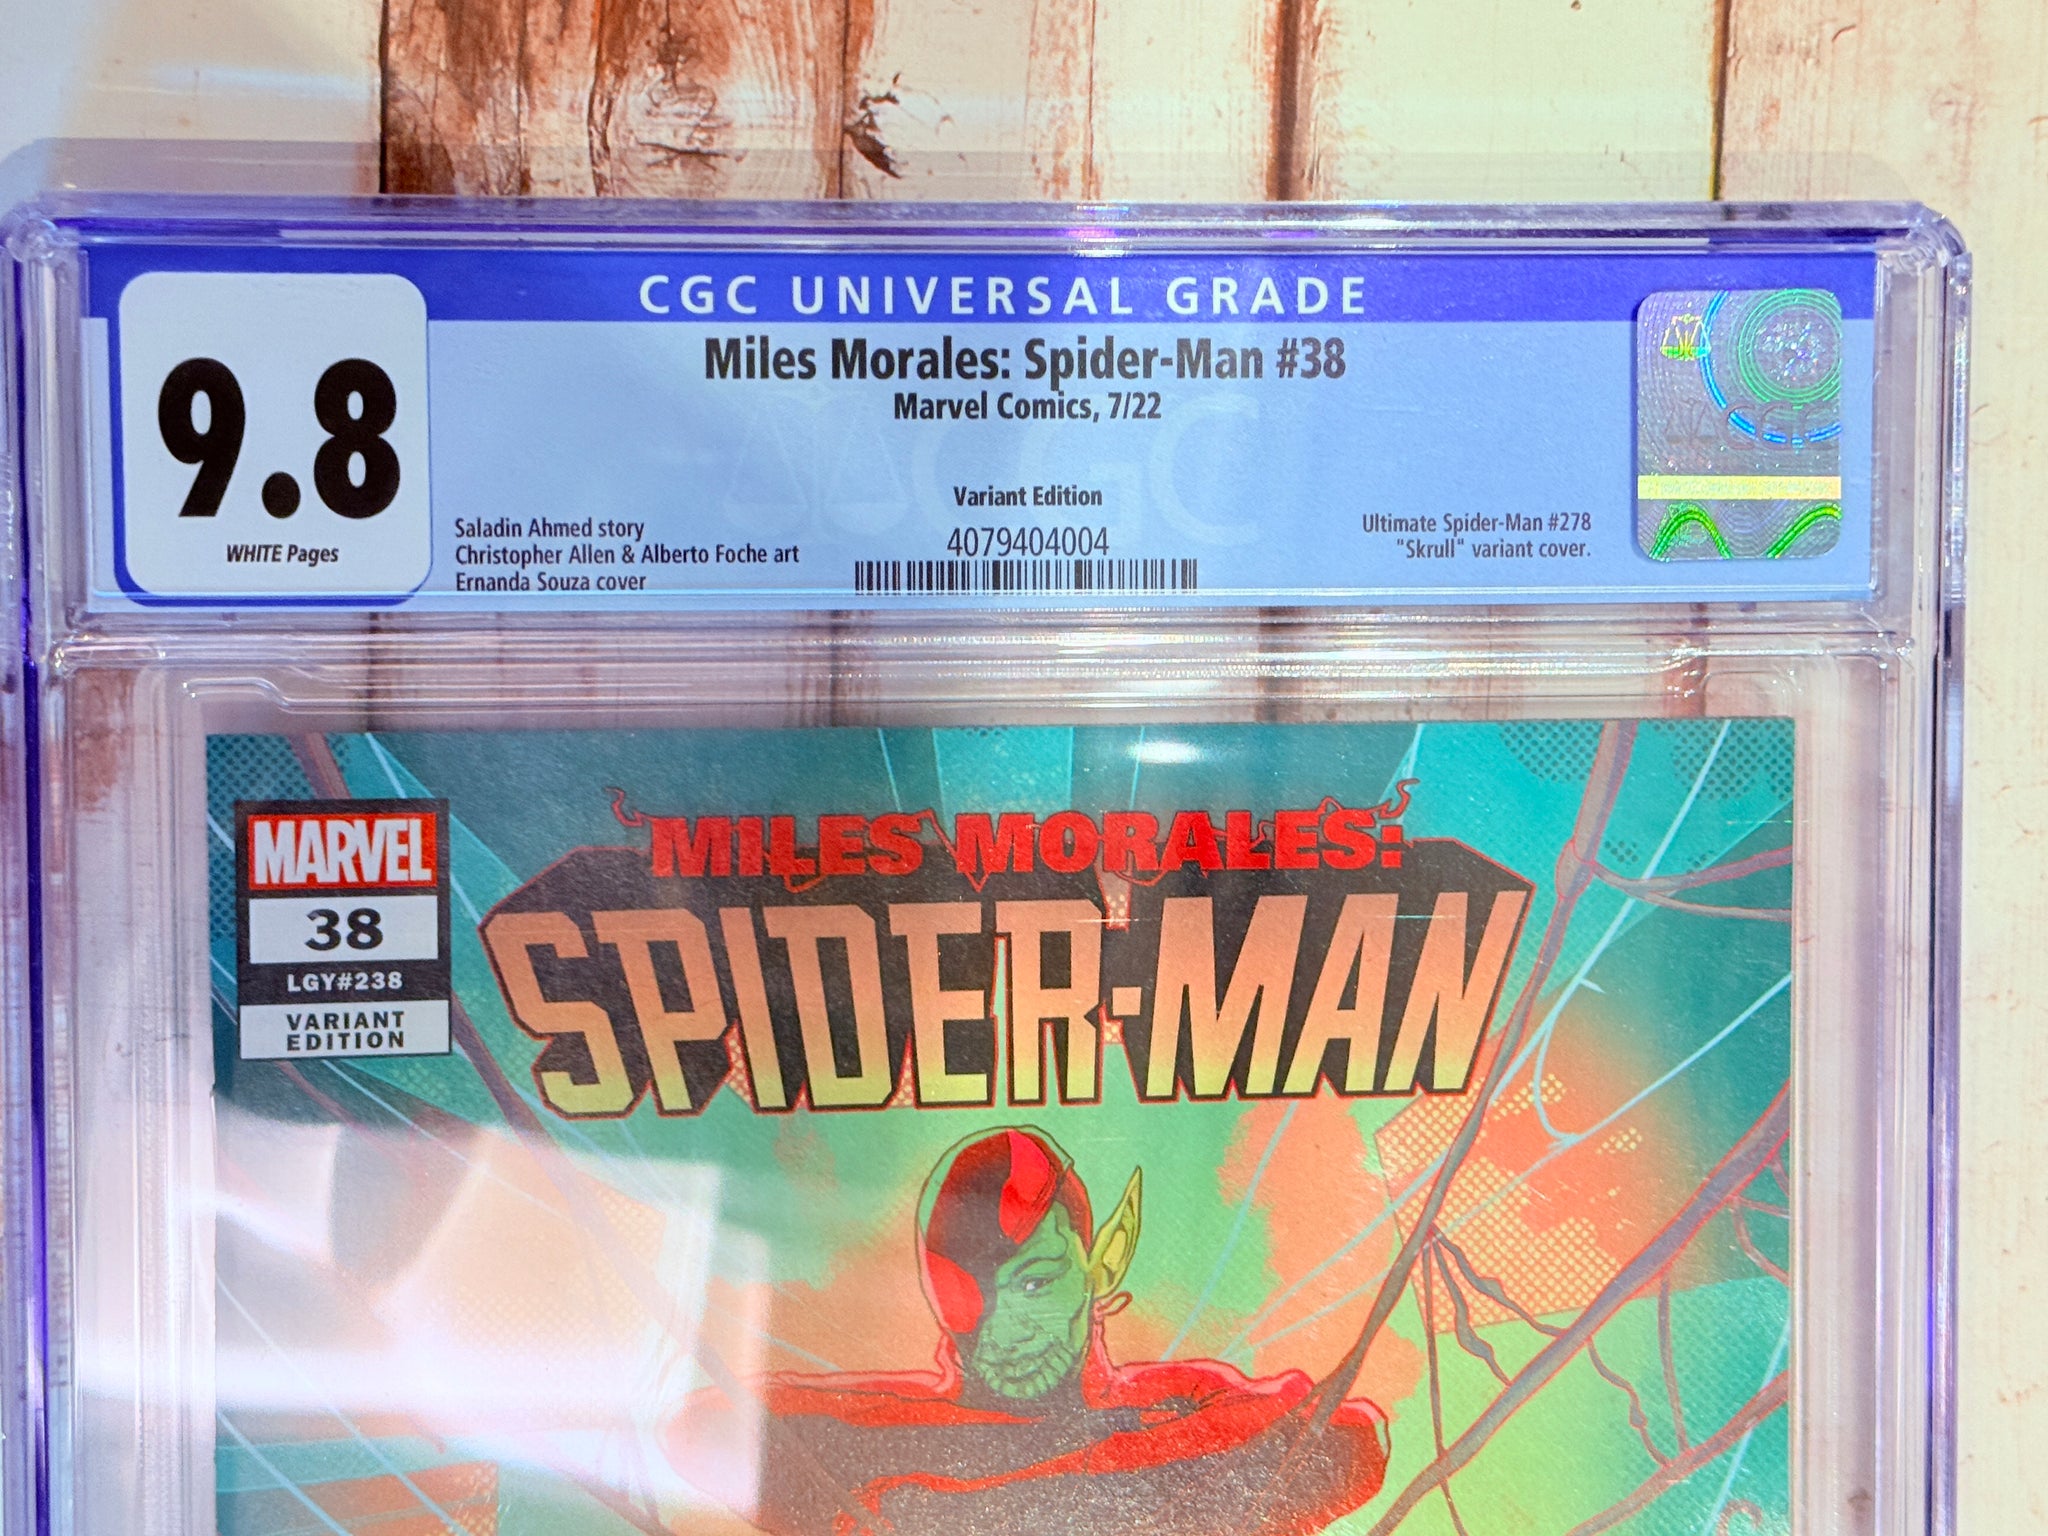 CGC UNIVERSAL GRADE
9.8
WHITE Pages
Miles Morales: Spider-Man #38
Marvel Comics, 7/22
Variant Edition
4079404004
Saladin Ahmed story
Christopher Allen & Alberto Foche art
Ernanda Souza cover
Ultimate Spider-Man #278
"Skrull" variant cover.
CGC
CGC
MARVEL
38
LGY#238
VARIANT
EDITION
MILES MORALES:
SPIDER-MAN